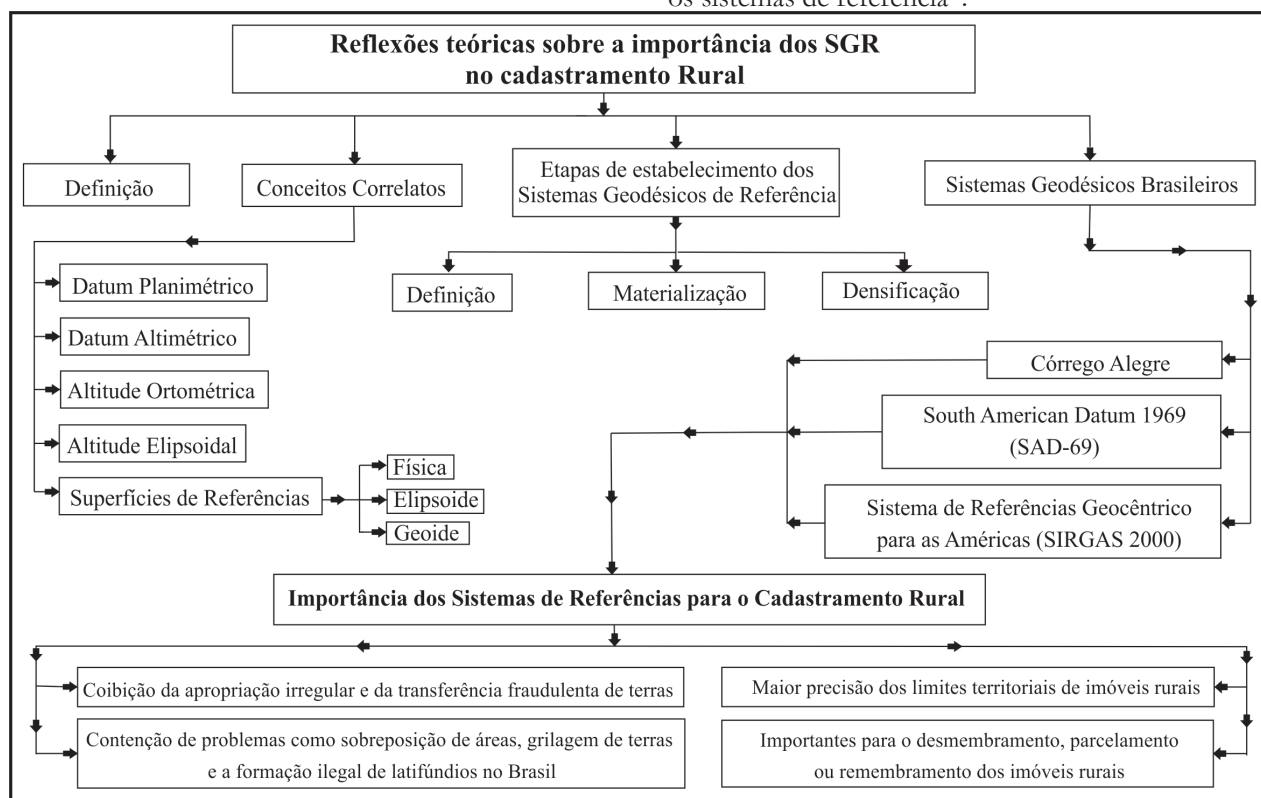 os sistemas de referência".
Reflexões teóricas sobre a importância dos SGR
no cadastramento Rural
Definição
Conceitos Correlatos
Etapas de estabelecimento dos
Sistemas Geodésicos de Referência
Sistemas Geodésicos Brasileiros
Datum Planimétrico
Datum Altimétrico
Altitude Ortométrica
Altitude Elipsoidal
Superfícies de Referências
Física
Elipsoide
Geoide
Definição
Materialização
Densificação
Córrego Alegre
South American Datum 1969
(SAD-69)
Sistema de Referências Geocêntrico
para as Américas (SIRGAS 2000)
Importância dos Sistemas de Referências para o Cadastramento Rural
Coibição da apropriação irregular e da transferência fraudulenta de terras
Contenção de problemas como sobreposição de áreas, grilagem de terras
e a formação ilegal de latifúndios no Brasil
Maior precisão dos limites territoriais de imóveis rurais
Importantes para o desmembramento, parcelamento
ou remembramento dos imóveis rurais